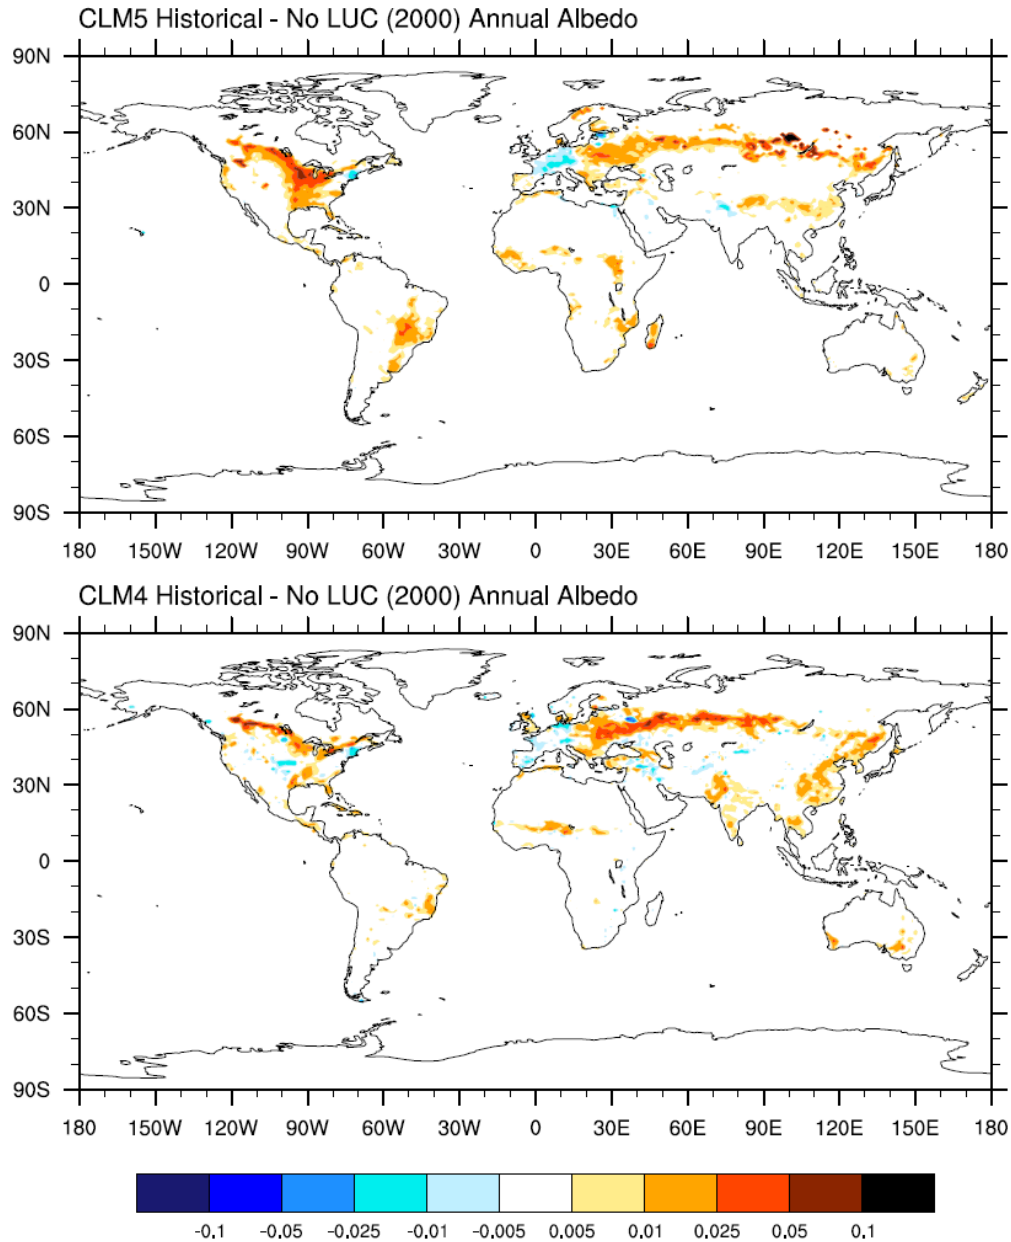 CLM5 Historical - No LUC (2000) Annual Albedo
90N
60N
30N
0
30S
60S
90S
180 150W 120W 90W 60W 30W 0 30E 60E 90E 120E 150E 180
CLM4 Historical - No LUC (2000) Annual Albedo
90N
60N
30N
0
30S
60S
90S
180 150W 120W 90W 60W 30W 0 30E 60E 90E 120E 150E 180
-0.1 -0.05 -0.025 -0.01 -0.005 0.005 0.01 0.025 0.05 0.1